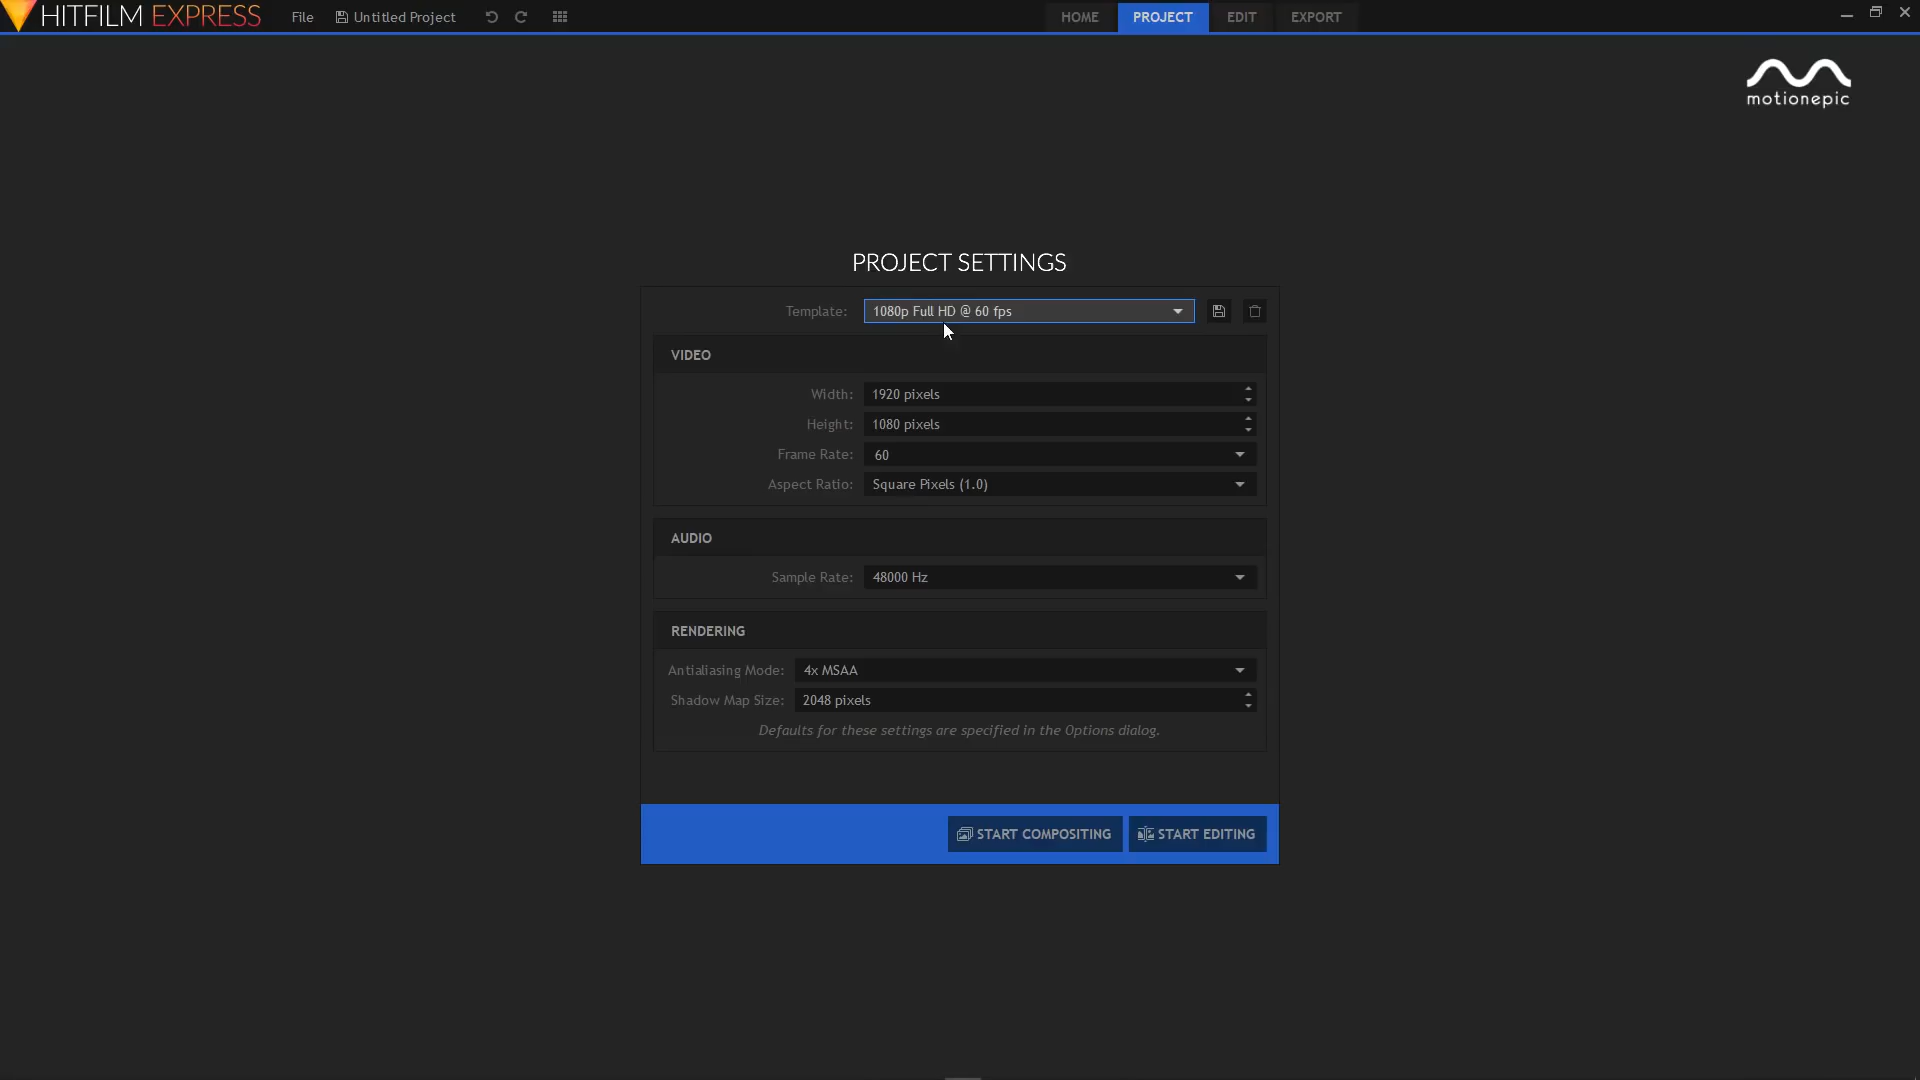 HITFILM EXPRESS File Untitled Project HOME PROJECT EDIT EXPORT
motionepic
PROJECT SETTINGS
Template: 1080p Full HD @ 60 fps
VIDEO
Width: 1920 pixels
Height: 1080 pixels
Frame Rate: 60
Aspect Ratio: Square Pixels (1.0)
AUDIO
Sample Rate: 48000 Hz
RENDERING
Antialiasing Mode: 4x MSAA
Shadow Map Size: 2048 pixels
Defaults for these settings are specified in the Options dialog.
START COMPOSITING START EDITING